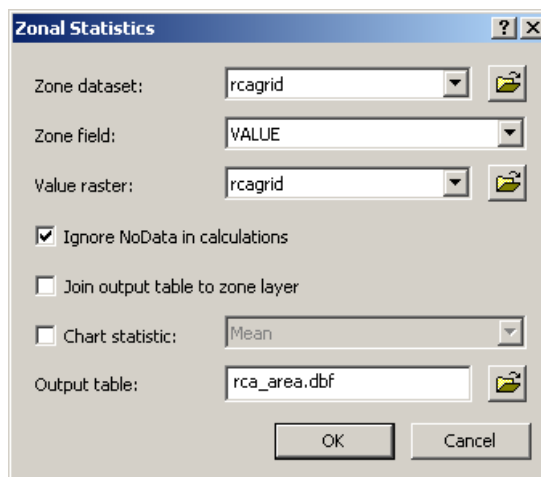 Zonal Statistics
Zone dataset: rcagrid
Zone field: VALUE
Value raster: rcagrid
Ignore NoData in calculations
Join output table to zone layer
Chart statistic: Mean
Output table: rca_area.dbf
OK Cancel